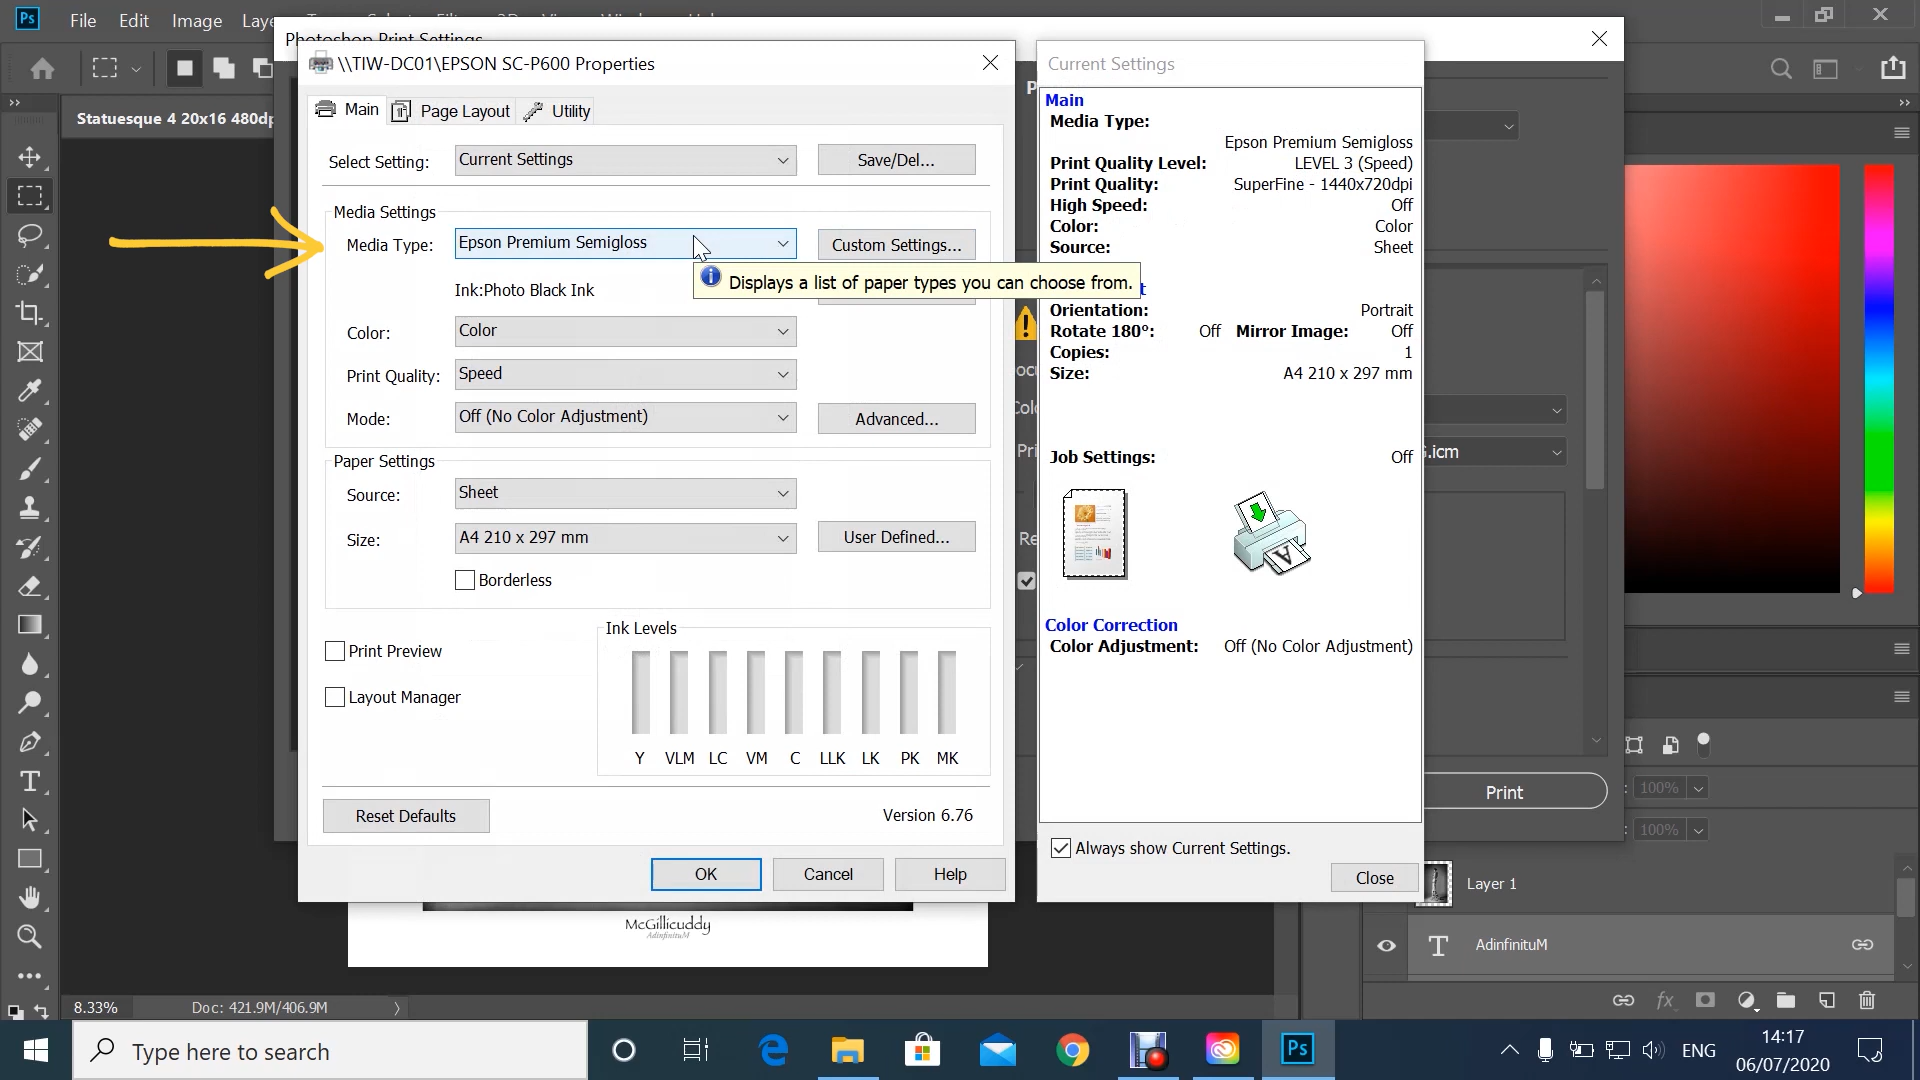 Ps File Edit Image
Photoshop Print Settings
\\TIW-DC01\EPSON SC-P600 Properties
Main Page Layout Utility
Select Setting: Current Settings Save/Del...
Media Settings
Media Type: Epson Premium Semigloss Custom Settings...
Displays a list of paper types you can choose from.
Ink:Photo Black Ink
Color: Color
Print Quality: Speed
Mode: Off (No Color Adjustment) Advanced...
Paper Settings
Source: Sheet
Size: A4 210 x 297 mm User Defined...
Borderless
Print Preview
Layout Manager
Ink Levels
Y VLM LC VM C LLK LK PK MK
Reset Defaults
Version 6.76
OK Cancel Help
Current Settings
Main
Media Type:
Epson Premium Semigloss
Print Quality Level: LEVEL 3 (Speed)
Print Quality: SuperFine - 1440x720dpi
High Speed: Off
Color: Color
Source: Sheet
Orientation: Portrait
Rotate 180°: Off Mirror Image: Off
Copies: 1
Size: A4 210 x 297 mm
Job Settings: Off
Color Correction
Color Adjustment: Off (No Color Adjustment)
Always show Current Settings.
Close
.icm
Print
Statuesque 4 20x16 480dp
100%
100%
Layer 1
T AdinfinituM
fx
McGillicuddy
AdinfinituM
8.33% Doc: 421.9M/406.9M
Type here to search
Ps
ENG
14:17
06/07/2020